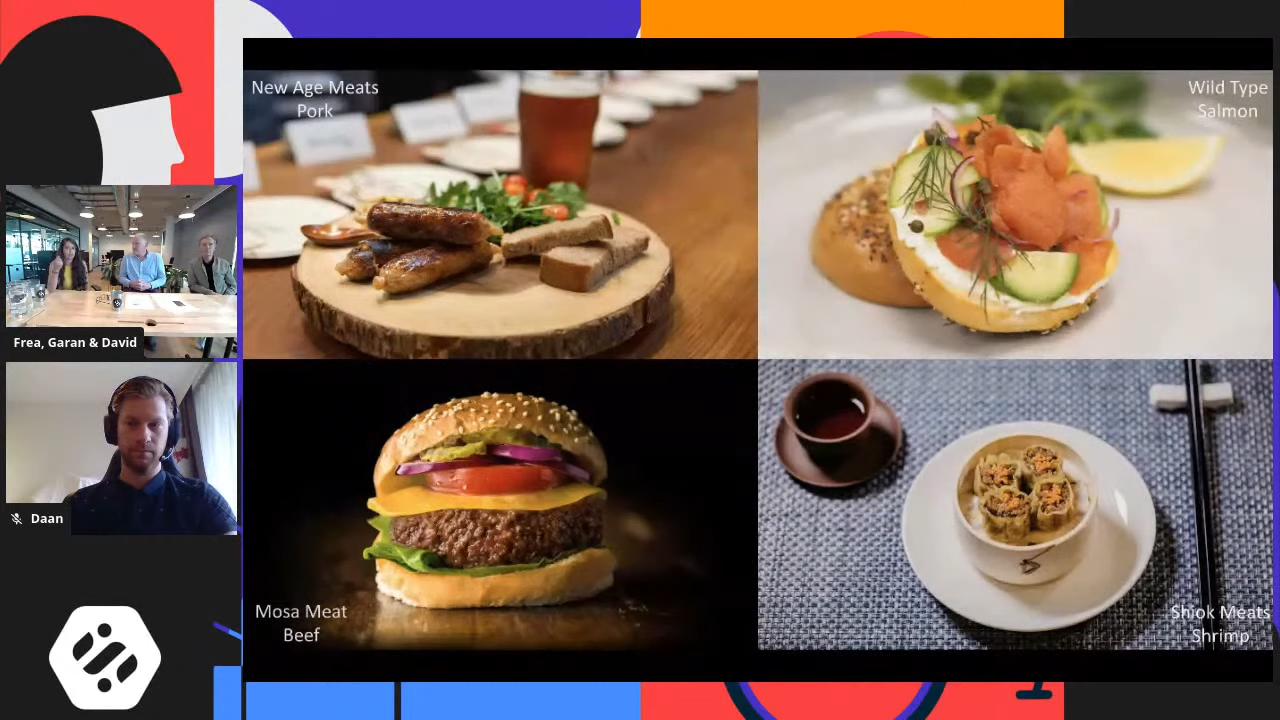 New Age Meats
Pork
Wild Type
Salmon
Frea, Garan & David
Daan
Mosa Meat
Beef
Shiok Meats
Shrimp